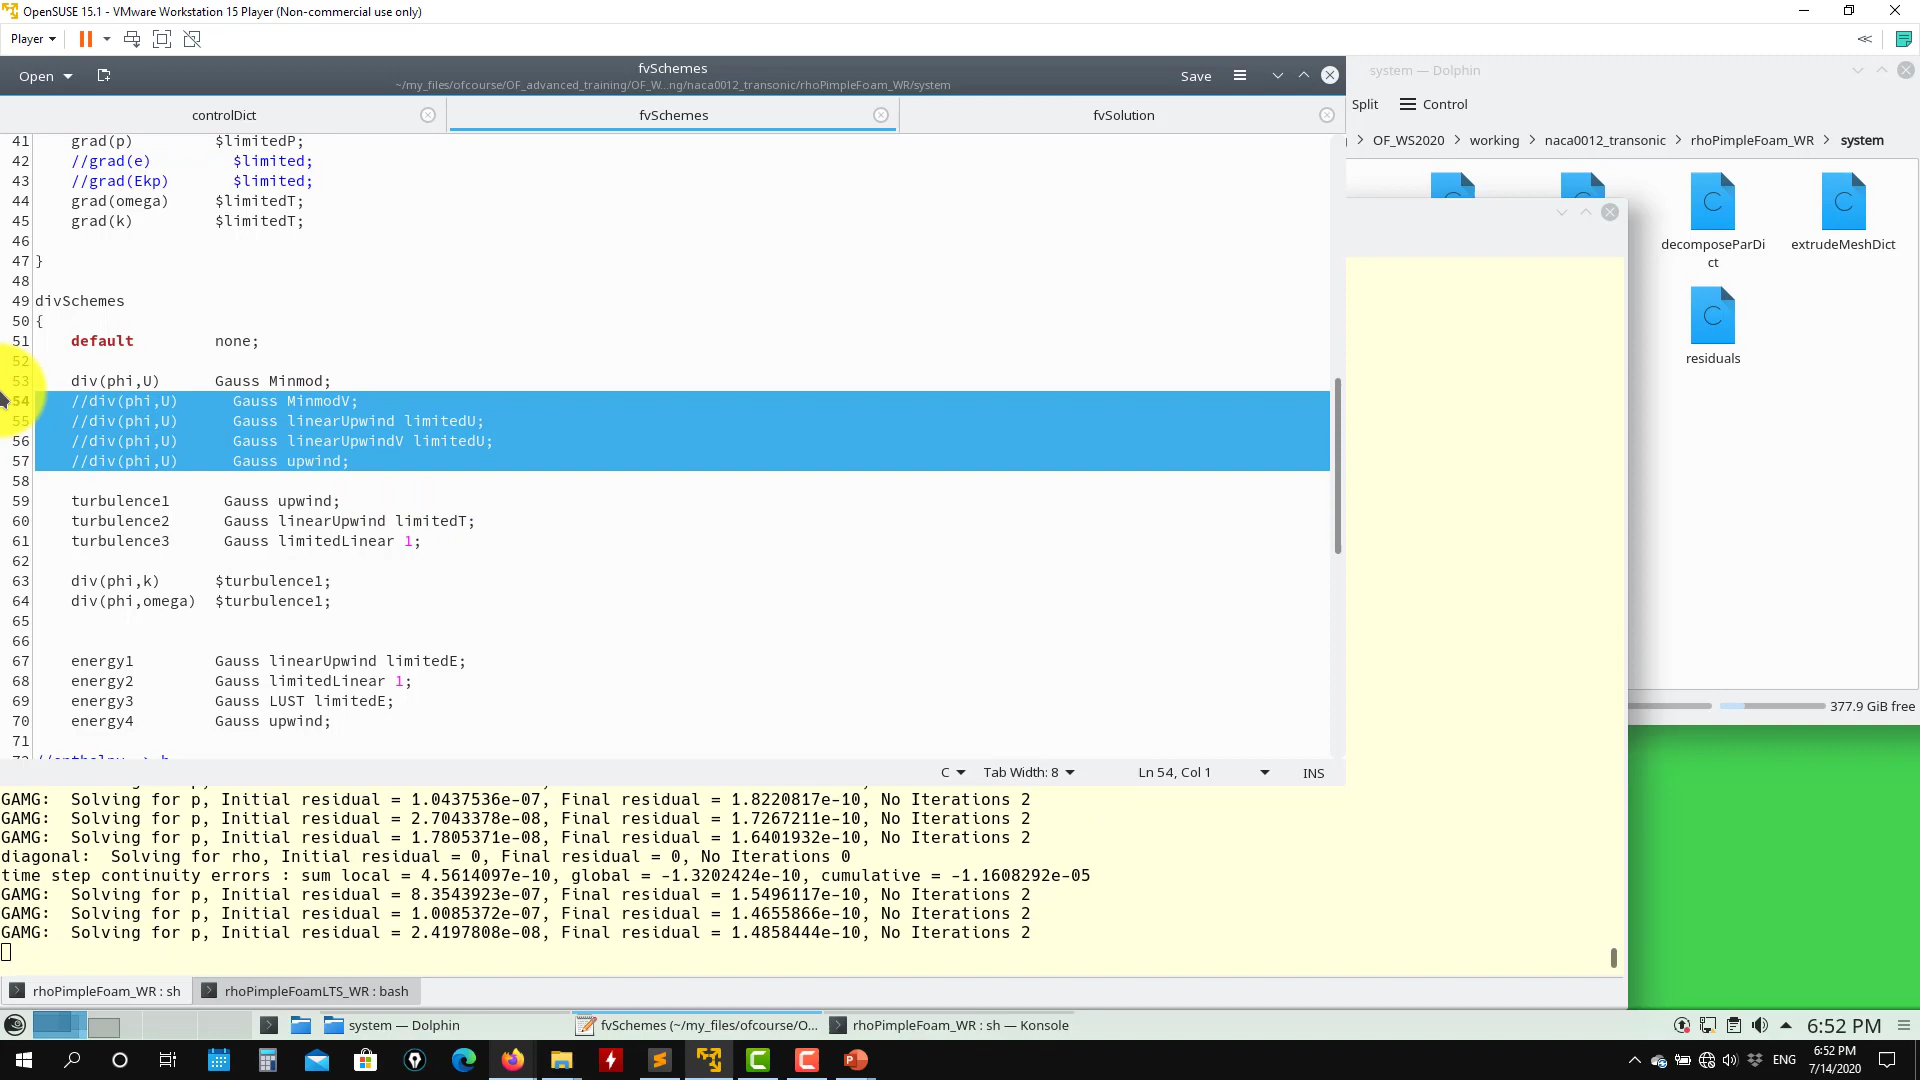 OpenSUSE 15.1 - VMware Workstation 15 Player (Non-commercial use only)
Player
Open
fvSchemes
~/my_files/ofcourse/OF_advanced_training/OF_W...ng/naca0012_transonic/rhoPimpleFoam_WR/system
Save
system — Dolphin
controlDict
fvSchemes
fvSolution
Split
Control
OF_WS2020 > working > naca0012_transonic > rhoPimpleFoam_WR > system
41 grad(p) $limitedP;
42 //grad(e) $limited;
43 //grad(Ekp) $limited;
44 grad(omega) $limitedT;
45 grad(k) $limitedT;
46
47 }
48
49 divSchemes
50 {
51 default none;
52
53 div(phi,U) Gauss Minmod;
54 //div(phi,U) Gauss MinmodV;
55 //div(phi,U) Gauss linearUpwind limitedU;
56 //div(phi,U) Gauss linearUpwindV limitedU;
57 //div(phi,U) Gauss upwind;
58
59 turbulence1 Gauss upwind;
60 turbulence2 Gauss linearUpwind limitedT;
61 turbulence3 Gauss limitedLinear 1;
62
63 div(phi,k) $turbulence1;
64 div(phi,omega) $turbulence1;
65
66
67 energy1 Gauss linearUpwind limitedE;
68 energy2 Gauss limitedLinear 1;
69 energy3 Gauss LUST limitedE;
70 energy4 Gauss upwind;
71
C
Tab Width: 8
Ln 54, Col 1
INS
decomposeParDi
ct
extrudeMeshDict
residuals
377.9 GiB free
GAMG:  Solving for p, Initial residual = 1.0437536e-07, Final residual = 1.8220817e-10, No Iterations 2
GAMG:  Solving for p, Initial residual = 2.7043378e-08, Final residual = 1.7267211e-10, No Iterations 2
GAMG:  Solving for p, Initial residual = 1.7805371e-08, Final residual = 1.6401932e-10, No Iterations 2
diagonal:  Solving for rho, Initial residual = 0, Final residual = 0, No Iterations 0
time step continuity errors : sum local = 4.5614097e-10, global = -1.3202424e-10, cumulative = -1.1608292e-05
GAMG:  Solving for p, Initial residual = 8.3543923e-07, Final residual = 1.5496117e-10, No Iterations 2
GAMG:  Solving for p, Initial residual = 1.0085372e-07, Final residual = 1.4655866e-10, No Iterations 2
GAMG:  Solving for p, Initial residual = 2.4197808e-08, Final residual = 1.4858444e-10, No Iterations 2
rhoPimpleFoam_WR : sh
rhoPimpleFoamLTS_WR : bash
system — Dolphin
fvSchemes (~/my_files/ofcourse/O...
rhoPimpleFoam_WR : sh — Konsole
6:52 PM
ENG
6:52 PM
7/14/2020